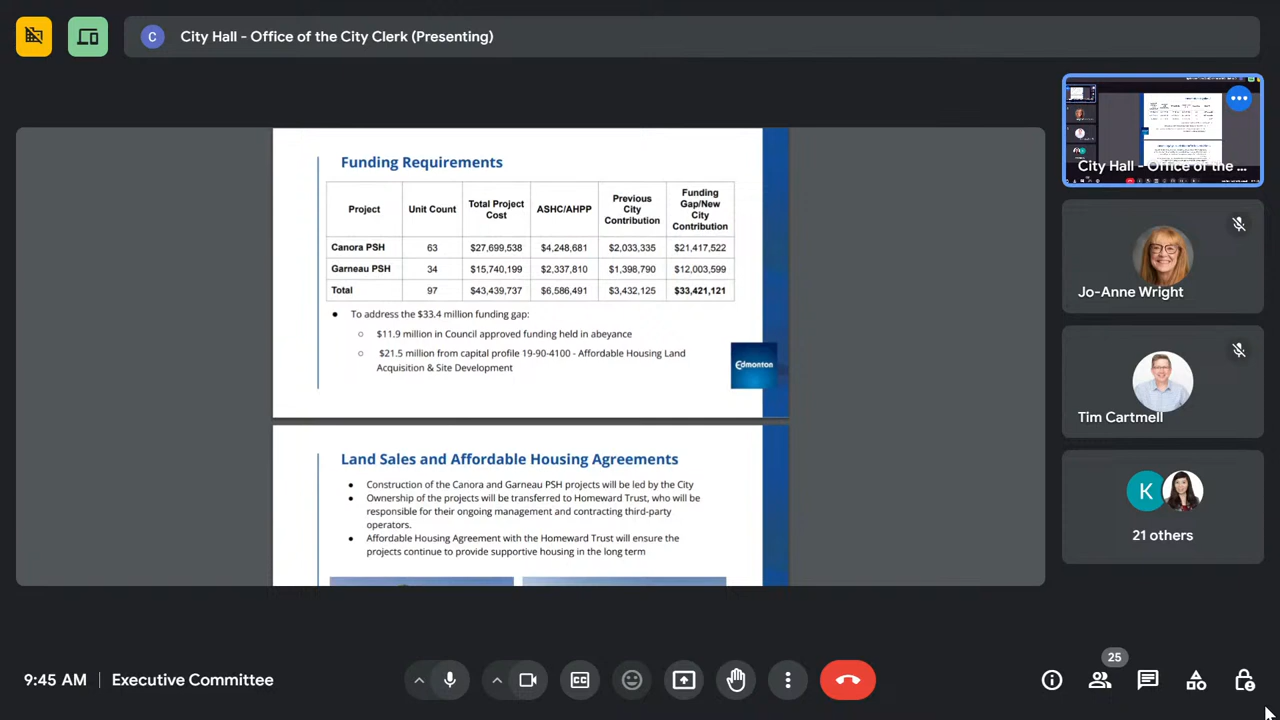 C City Hall - Office of the City Clerk (Presenting)
Funding Requirements
Project Unit Count Total Project Cost ASHC/AHPP Previous City Contribution Funding Gap/New City Contribution
Canora PSH 63 $27,699,538 $4,248,681 $2,033,335 $21,417,522
Garneau PSH 34 $15,740,199 $2,337,810 $1,398,790 $12,003,599
Total 97 $43,439,737 $6,586,491 $3,432,125 $33,421,121
● To address the $33.4 million funding gap:
○ $11.9 million in Council approved funding held in abeyance
○ $21.5 million from capital profile 19-90-4100 - Affordable Housing Land
Acquisition & Site Development
Edmonton
Land Sales and Affordable Housing Agreements
● Construction of the Canora and Garneau PSH projects will be led by the City
● Ownership of the projects will be transferred to Homeward Trust, who will be
responsible for their ongoing management and contracting third-party
operators.
● Affordable Housing Agreement with the Homeward Trust will ensure the
projects continue to provide supportive housing in the long term
City Hall - Office of the ...
Jo-Anne Wright
Tim Cartmell
K
21 others
9:45 AM | Executive Committee
CC
25